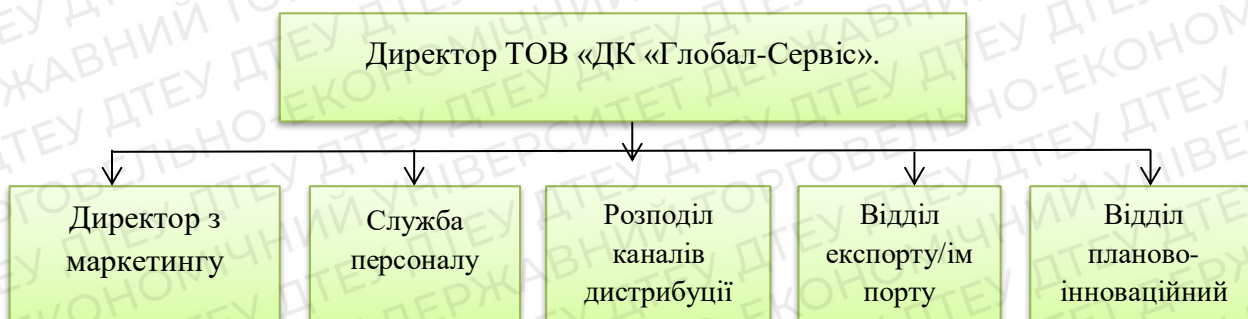 Директор ТОВ «ДК «Глобал-Сервіс».
Директор з
маркетингу
Служба
персоналу
Розподіл
каналів
дистрибуції
Відділ
експорту/ім
порту
Відділ
планово-
інноваційний